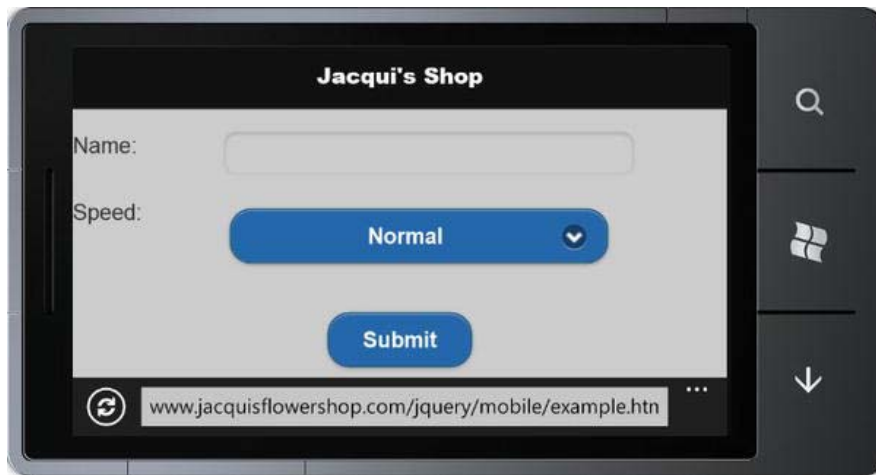 Jacqui's Shop
Name:
Speed:
Normal
Submit
www.jacquisflowershop.com/jquery/mobile/example.htn